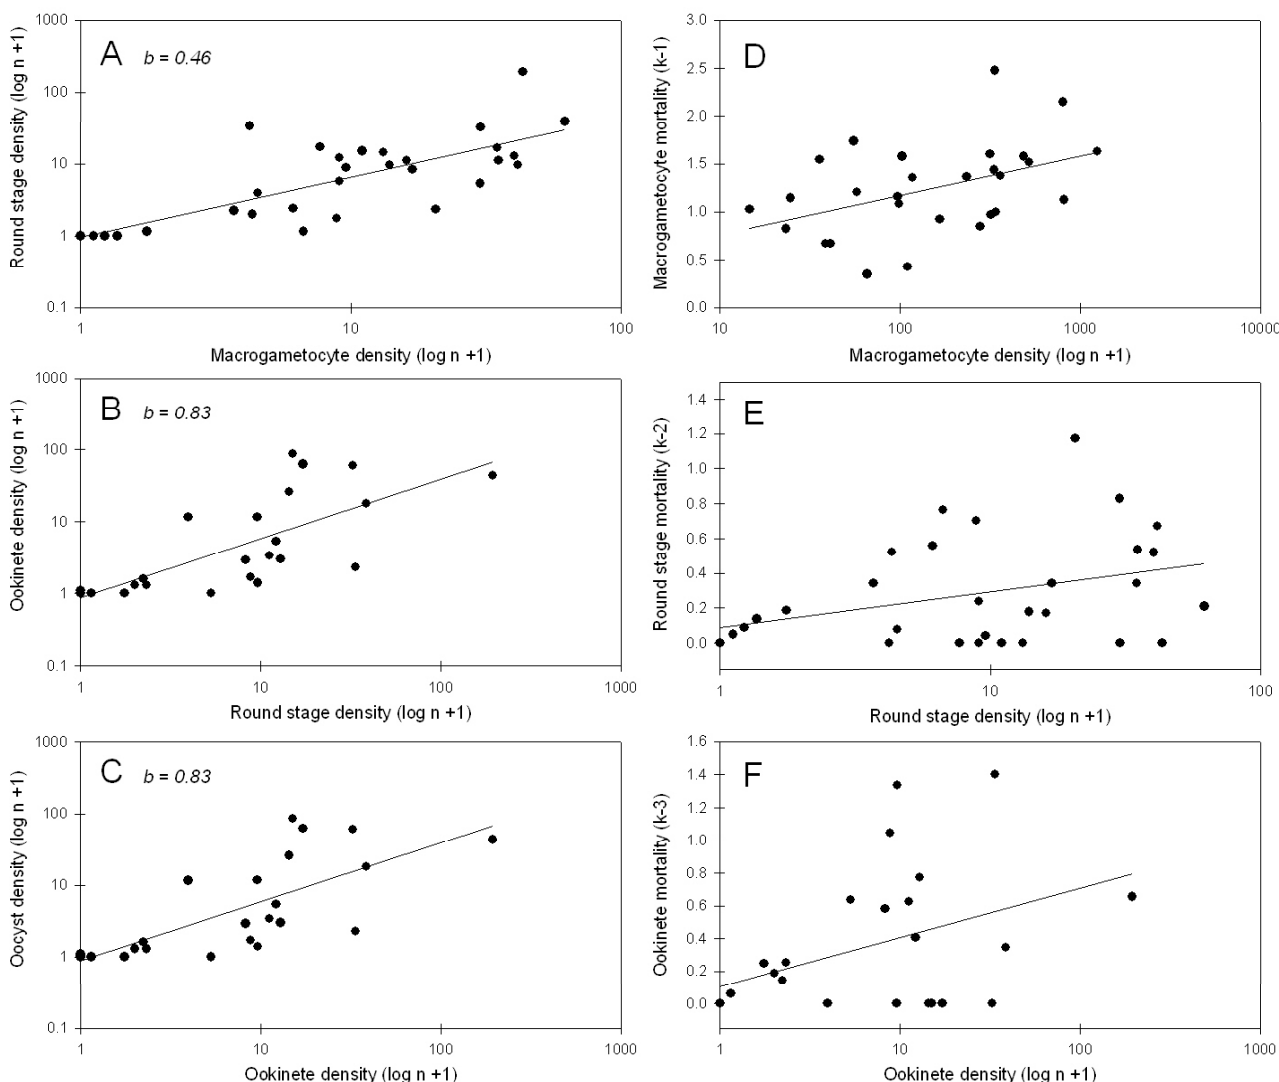 A
b = 0.46
Round stage density (log n +1)
1000
100
10
1
0.1
1
10
100
Macrogametocyte density (log n +1)
D
Macrogametocyte mortality (k-1)
3.0
2.5
2.0
1.5
1.0
0.5
0.0
10
100
1000
10000
Macrogametocyte density (log n +1)
B
b = 0.83
Ookinete density (log n +1)
1000
100
10
1
0.1
1
10
100
1000
Round stage density (log n +1)
E
Round stage mortality (k-2)
1.4
1.2
1.0
0.8
0.6
0.4
0.2
0.0
1
10
100
Round stage density (log n +1)
C
b = 0.83
Oocyst density (log n +1)
1000
100
10
1
0.1
1
10
100
1000
Ookinete density (log n +1)
F
Ookinete mortality (k-3)
1.6
1.4
1.2
1.0
0.8
0.6
0.4
0.2
0.0
1
10
100
1000
Ookinete density (log n +1)